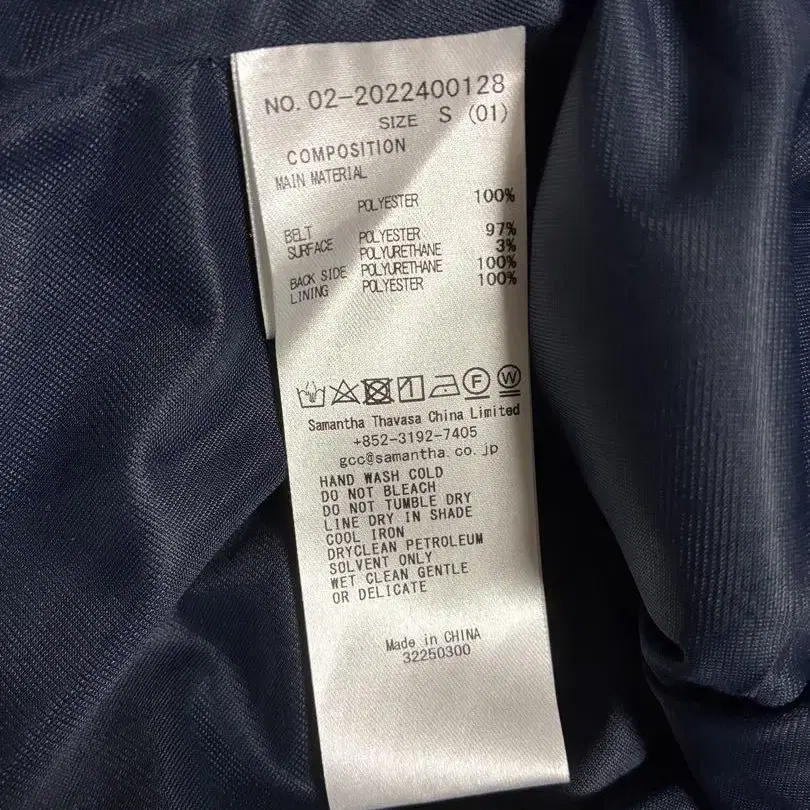 NO. 02-2022400128
SIZE S (01)
COMPOSITION
MAIN MATERIAL
POLYESTER 100%
BELT
SURFACE POLYESTER 97%
POLYURETHANE 3%
BACK SIDE POLYURETHANE 100%
LINING POLYESTER 100%
F W
Samantha Thavasa China Limited
+852-3192-7405
gcc@samantha.co.jp
HAND WASH COLD
DO NOT BLEACH
DO NOT TUMBLE DRY
LINE DRY IN SHADE
COOL IRON
DRYCLEAN PETROLEUM
SOLVENT ONLY
WET CLEAN GENTLE
OR DELICATE
Made in CHINA
32250300